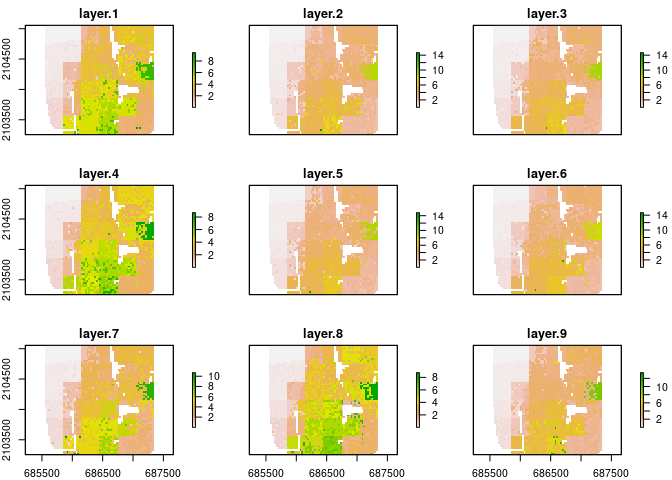 layer.1 layer.2 layer.3
2104500 2103500
8 6 4 2
14 10 6 2
14 10 6 2
layer.4 layer.5 layer.6
2104500 2103500
8 6 4 2
14 10 6 2
14 10 6 2
layer.7 layer.8 layer.9
2104500 2103500
10 8 6 4 2
8 6 4 2
10 6 2
685500 686500 687500
685500 686500 687500
685500 686500 687500